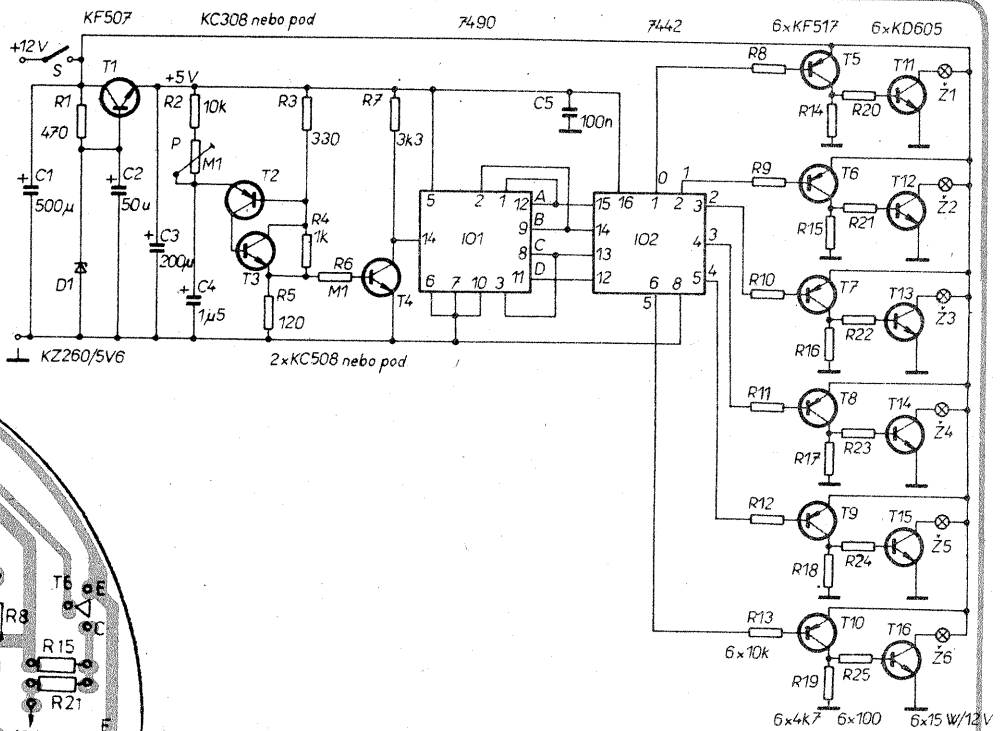 KF507
KC308 nebo pod
7490
7442
6×KF517
6×KD605
+12V
S
T1
+5V
R1
470
R2
10k
R3
330
R7
3k3
C5
100n
P
M1
+
C1
500µ
+
C2
50u
+
C3
200µ
+
C4
1µ5
D1
T2
T3
R4
1k
R5
120
R6
M1
T4
5
2
1
12
A
9
B
8
C
11
D
14
IO1
6
7
10
3
15
16
1
2
3
14
IO2
4
13
5
12
6
8
0
1
2
3
4
5
KZ260/5V6
2×KC508 nebo pod
R8
T5
T11
R14
R20
Ž1
R9
T6
T12
R15
R21
Ž2
R10
T7
T13
R16
R22
Ž3
R11
T8
T14
R17
R23
Ž4
R12
T9
T15
R18
R24
Ž5
R13
6×10k
T10
T16
R19
R25
Ž6
6×4k7
6×100
6×15 W/12 V
T6
E
C
R8
R15
R21
E